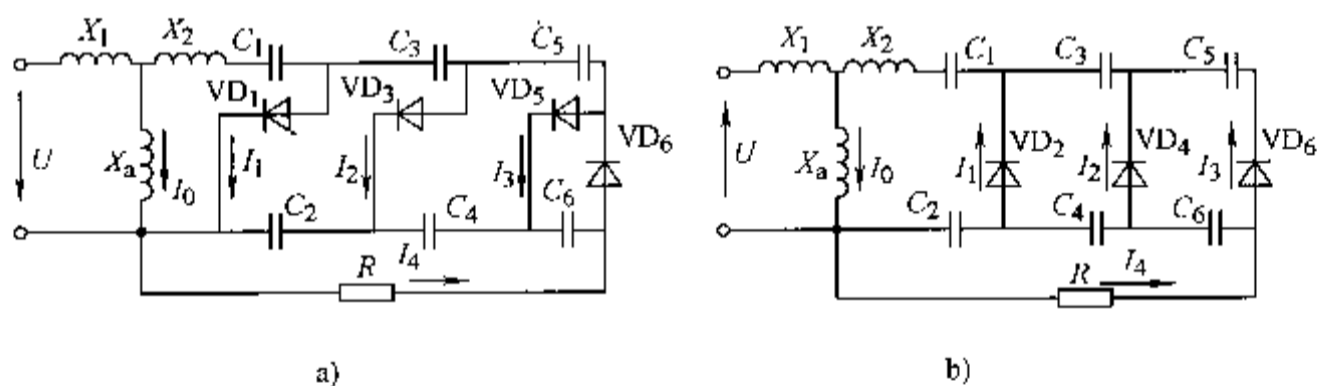 X₁ X₂ C₁ C₃ C₅
VD₁ VD₃ VD₅
VD₆
U Xₐ I₀ I₁ I₂ I₃
C₂ C₄ C₆
R I₄
a)
X₁ X₂ C₁ C₃ C₅
VD₂ VD₄ VD₆
U Xₐ I₀ I₁ I₂ I₃
C₂ C₄ C₆
R I₄
b)